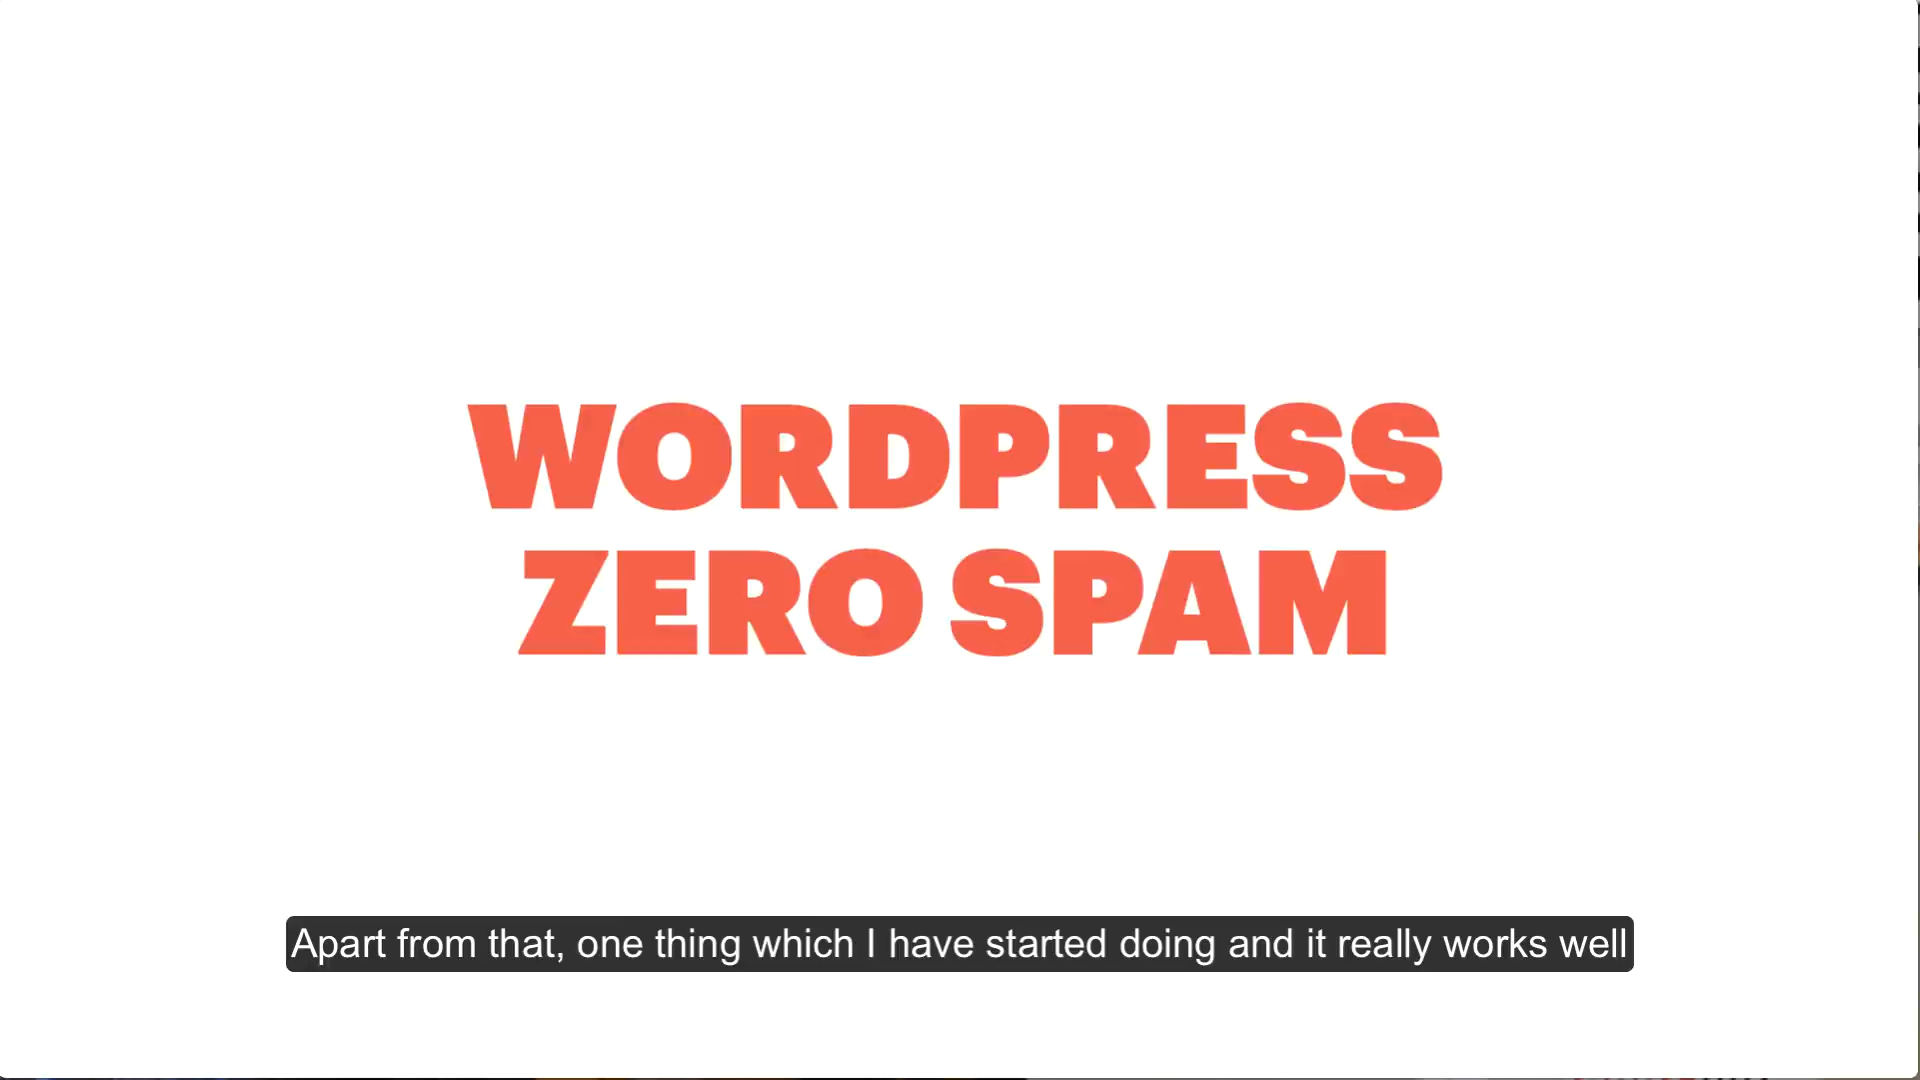 WORDPRESS
ZERO SPAM
Apart from that, one thing which I have started doing and it really works well